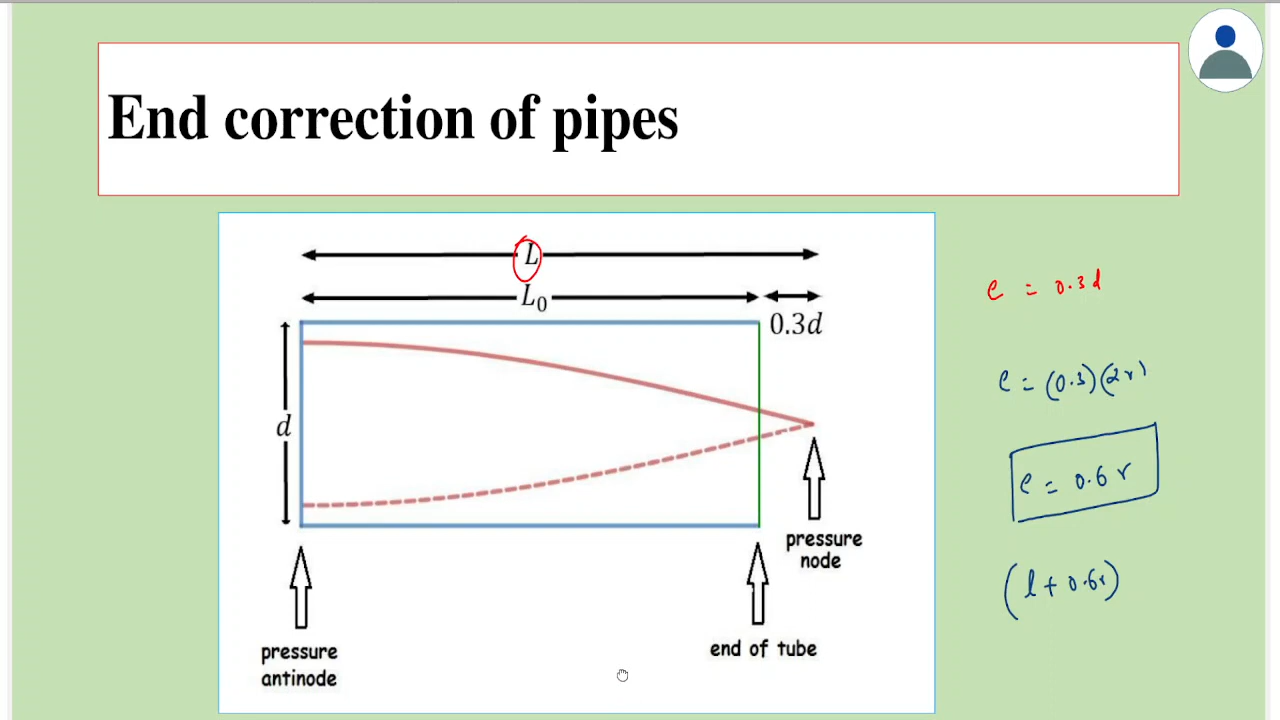 End correction of pipes
L
L₀
0.3d
d
pressure
node
end of tube
pressure
antinode
e = 0.3d
e = (0.3)(2r)
e = 0.6 r
(l + 0.6r)